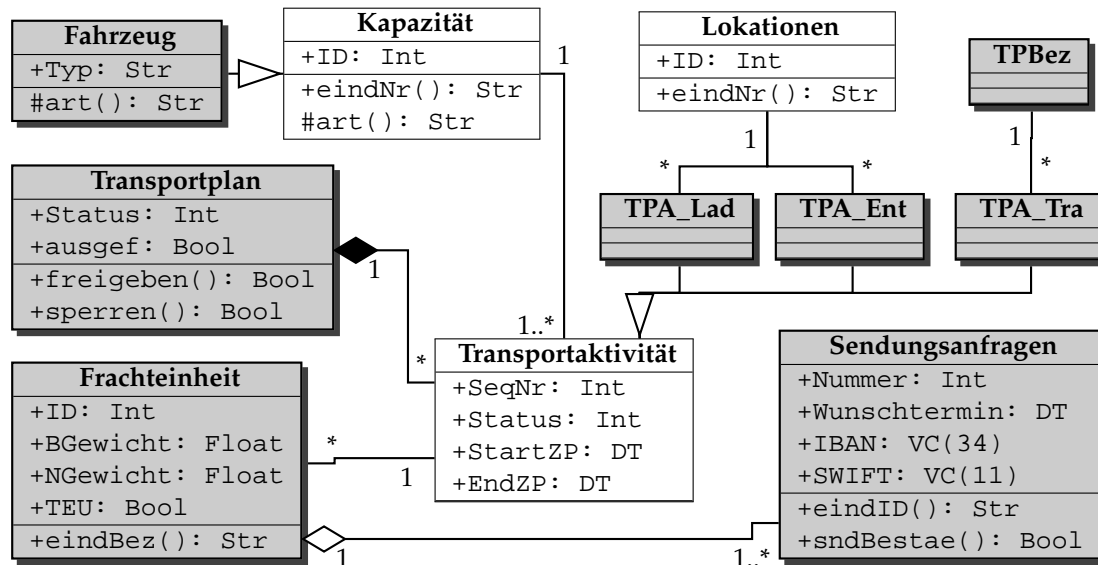 Fahrzeug
+Typ: Str
#art(): Str
Kapazität
+ID: Int
+eindNr(): Str
#art(): Str
1
Lokationen
+ID: Int
+eindNr(): Str
TPBez
1
1
*
*
*
TPA_Lad
TPA_Ent
TPA_Tra
Transportplan
+Status: Int
+ausgef: Bool
+freigeben(): Bool
+sperren(): Bool
1
*
1..*
Transportaktivität
+SeqNr: Int
+Status: Int
+StartZP: DT
+EndZP: DT
Frachteinheit
+ID: Int
+BGewicht: Float
+NGewicht: Float
+TEU: Bool
+eindBez(): Str
*
1
1
1..*
Sendungsanfragen
+Nummer: Int
+Wunschtermin: DT
+IBAN: VC(34)
+SWIFT: VC(11)
+eindID(): Str
+sndBestae(): Bool